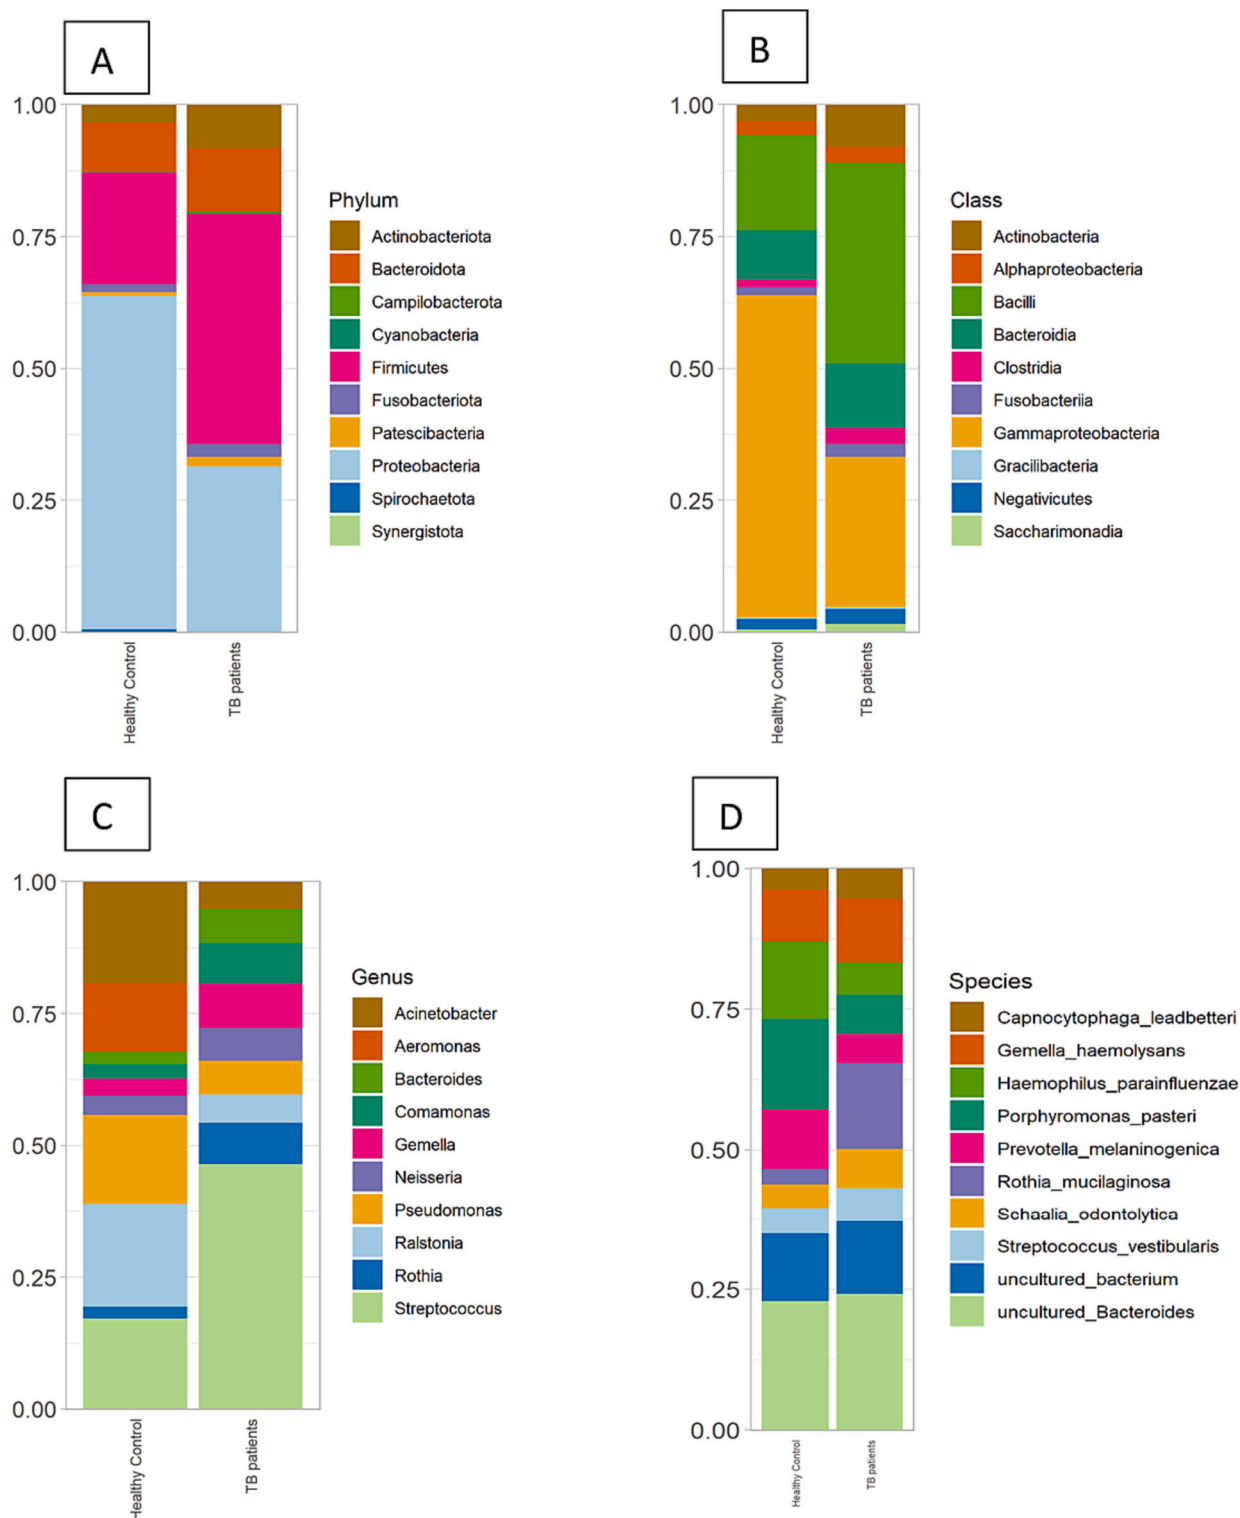 A
1.00
0.75
0.50
0.25
0.00
Healthy Control
TB patients
Phylum
Actinobacteriota
Bacteroidota
Campilobacterota
Cyanobacteria
Firmicutes
Fusobacteriota
Patescibacteria
Proteobacteria
Spirochaetota
Synergistota
B
1.00
0.75
0.50
0.25
0.00
Healthy Control
TB patients
Class
Actinobacteria
Alphaproteobacteria
Bacilli
Bacteroidia
Clostridia
Fusobacteriia
Gammaproteobacteria
Gracilibacteria
Negativicutes
Saccharimonadia
C
1.00
0.75
0.50
0.25
0.00
Healthy Control
TB patients
Genus
Acinetobacter
Aeromonas
Bacteroides
Comamonas
Gemella
Neisseria
Pseudomonas
Ralstonia
Rothia
Streptococcus
D
1.00
0.75
0.50
0.25
0.00
Healthy Control
TB patients
Species
Capnocytophaga_leadbetteri
Gemella_haemolysans
Haemophilus_parainfluenzae
Porphyromonas_pasteri
Prevotella_melaninogenica
Rothia_mucilaginosa
Schaalia_odontolytica
Streptococcus_vestibularis
uncultured_bacterium
uncultured_Bacteroides